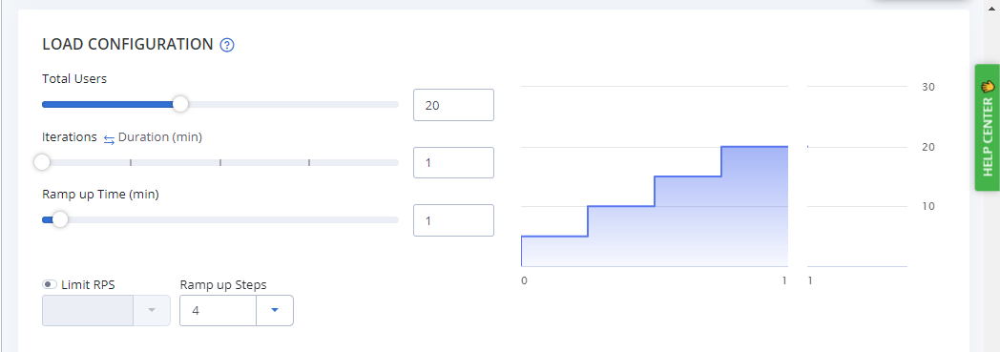 LOAD CONFIGURATION ?
Total Users
20
Iterations ⇆ Duration (min)
1
Ramp up Time (min)
1
Limit RPS
Ramp up Steps
4
30
20
10
0
1
1
HELP CENTER